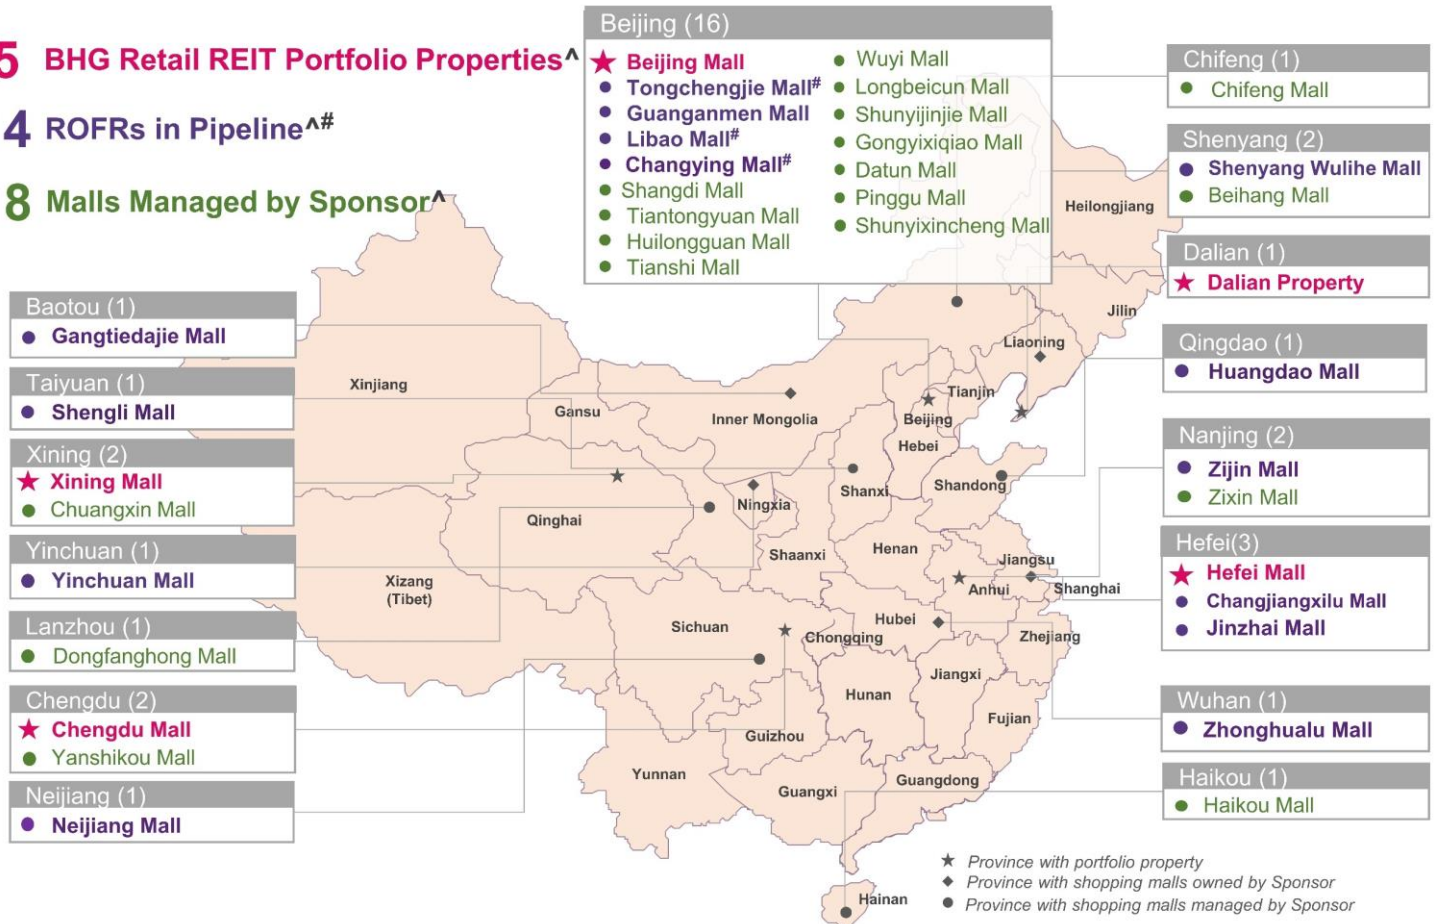 5 BHG Retail REIT Portfolio Properties^
4 ROFRs in Pipeline^#
8 Malls Managed by Sponsor^
Beijing (16)
Beijing Mall
Tongchengjie Mall#
Guanganmen Mall
Libao Mall#
Changying Mall#
Shangdi Mall
Tiantongyuan Mall
Huilongguan Mall
Tianshi Mall
Wuyi Mall
Longbeicun Mall
Shunyijinjie Mall
Gongyixiqiao Mall
Datun Mall
Pinggu Mall
Shunyixincheng Mall
Chifeng (1)
Chifeng Mall
Shenyang (2)
Shenyang Wulihe Mall
Beihang Mall
Dalian (1)
Dalian Property
Qingdao (1)
Huangdao Mall
Nanjing (2)
Zijin Mall
Zixin Mall
Hefei(3)
Hefei Mall
Changjiangxilu Mall
Jinzhai Mall
Wuhan (1)
Zhonghualu Mall
Haikou (1)
Haikou Mall
Baotou (1)
Gangtiedajie Mall
Taiyuan (1)
Shengli Mall
Xining (2)
Xining Mall
Chuangxin Mall
Yinchuan (1)
Yinchuan Mall
Lanzhou (1)
Dongfanghong Mall
Chengdu (2)
Chengdu Mall
Yanshikou Mall
Neijiang (1)
Neijiang Mall
Heilongjiang
Jilin
Liaoning
Xinjiang
Gansu
Inner Mongolia
Tianjin
Beijing
Hebei
Shanxi
Shandong
Ningxia
Qinghai
Shaanxi
Henan
Jiangsu
Anhui
Shanghai
Xizang
(Tibet)
Sichuan
Chongqing
Hubei
Zhejiang
Hunan
Jiangxi
Fujian
Guizhou
Yunnan
Guangxi
Guangdong
Hainan
Province with portfolio property
Province with shopping malls owned by Sponsor
Province with shopping malls managed by Sponsor